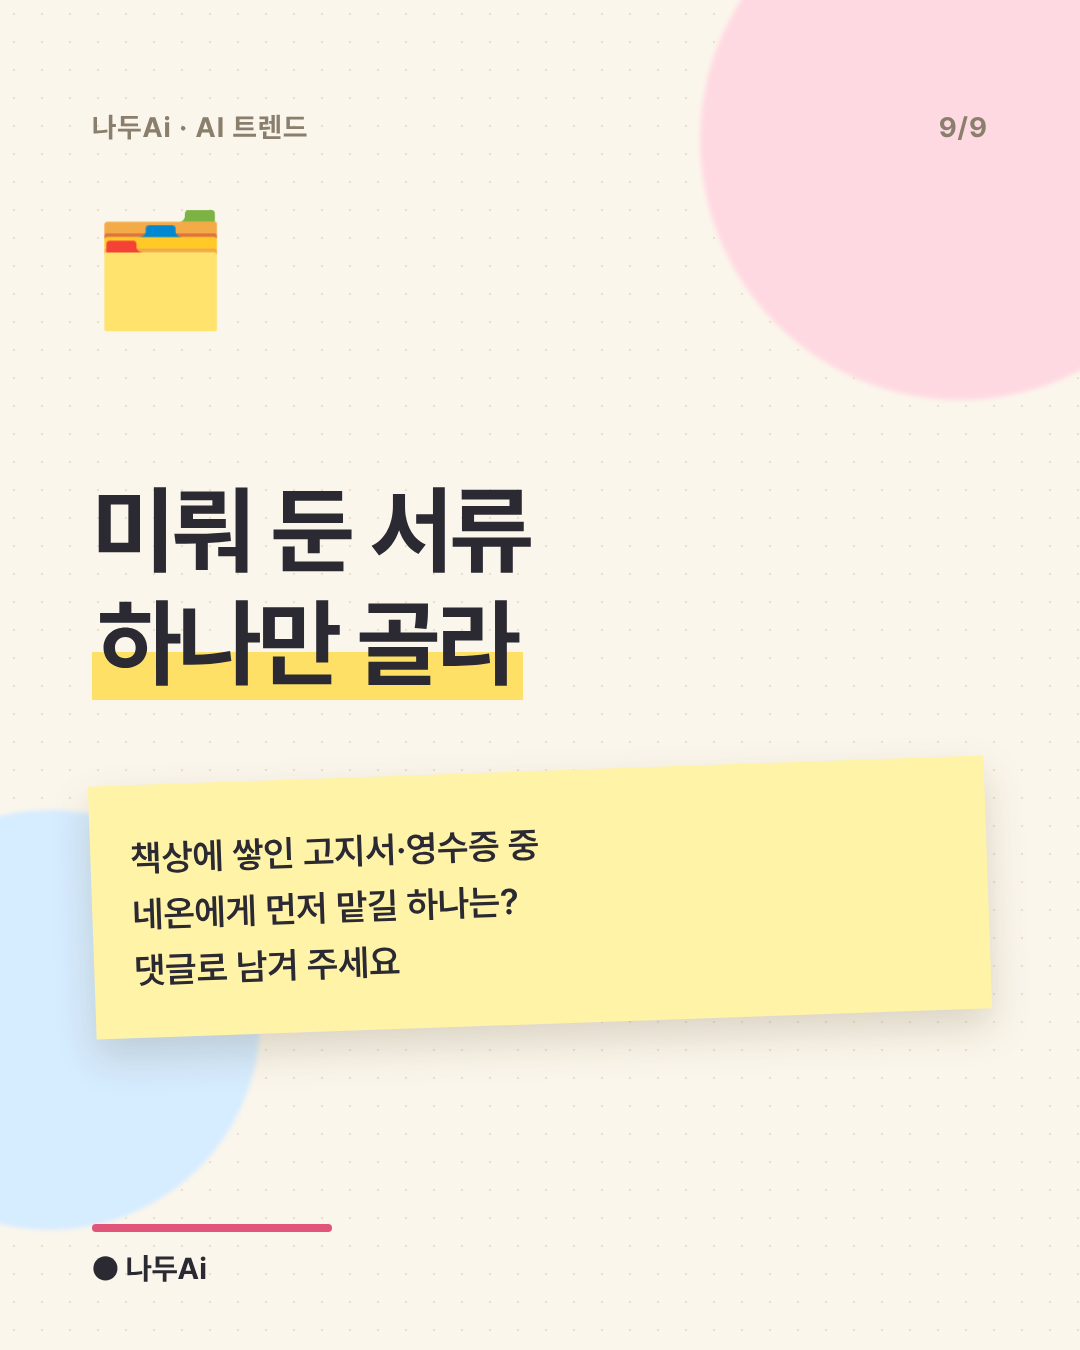 나두Ai · AI 트렌드
9/9
미뤄 둔 서류
하나만 골라
책상에 쌓인 고지서·영수증 중
네온에게 먼저 맡길 하나는?
댓글로 남겨 주세요
나두Ai